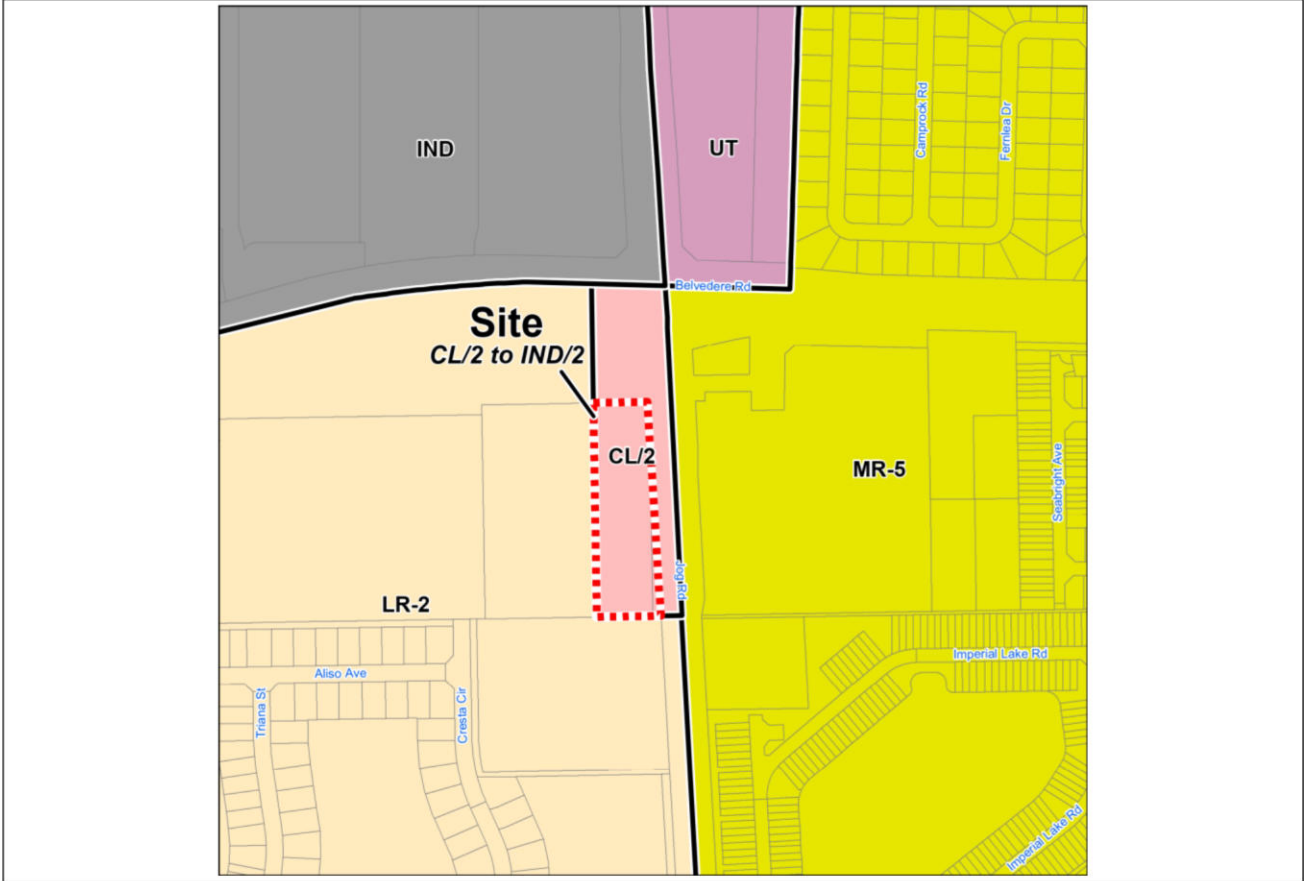 IND
UT
Camprock Rd
Fernlea Dr
Belvedere Rd
Site
CL/2 to IND/2
CL/2
MR-5
Seabright Ave
Jog Rd
LR-2
Imperial Lake Rd
Aliso Ave
Triana St
Cresta Cir
Imperial Lake Rd